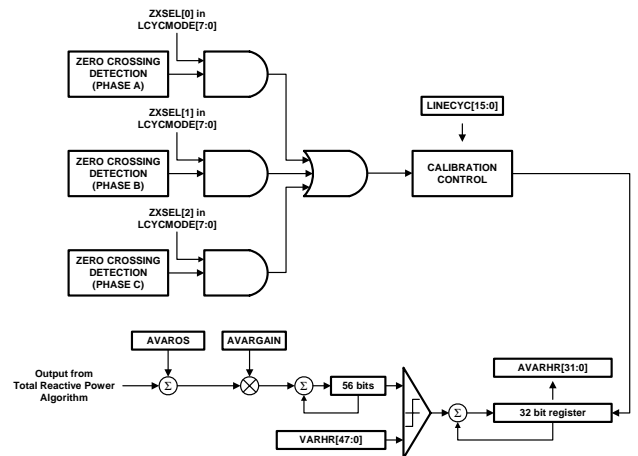 ZXSEL[0] in
LCYCMODE[7:0]
ZERO CROSSING
DETECTION
(PHASE A)
ZXSEL[1] in
LCYCMODE[7:0]
ZERO CROSSING
DETECTION
(PHASE B)
ZXSEL[2] in
LCYCMODE[7:0]
ZERO CROSSING
DETECTION
(PHASE C)
LINECYC[15:0]
CALIBRATION
CONTROL
AVAROS
AVARGAIN
AVARHR[31:0]
Output from
Total Reactive Power
Algorithm
Σ
Σ
56 bits
Σ
32 bit register
VARHR[47:0]